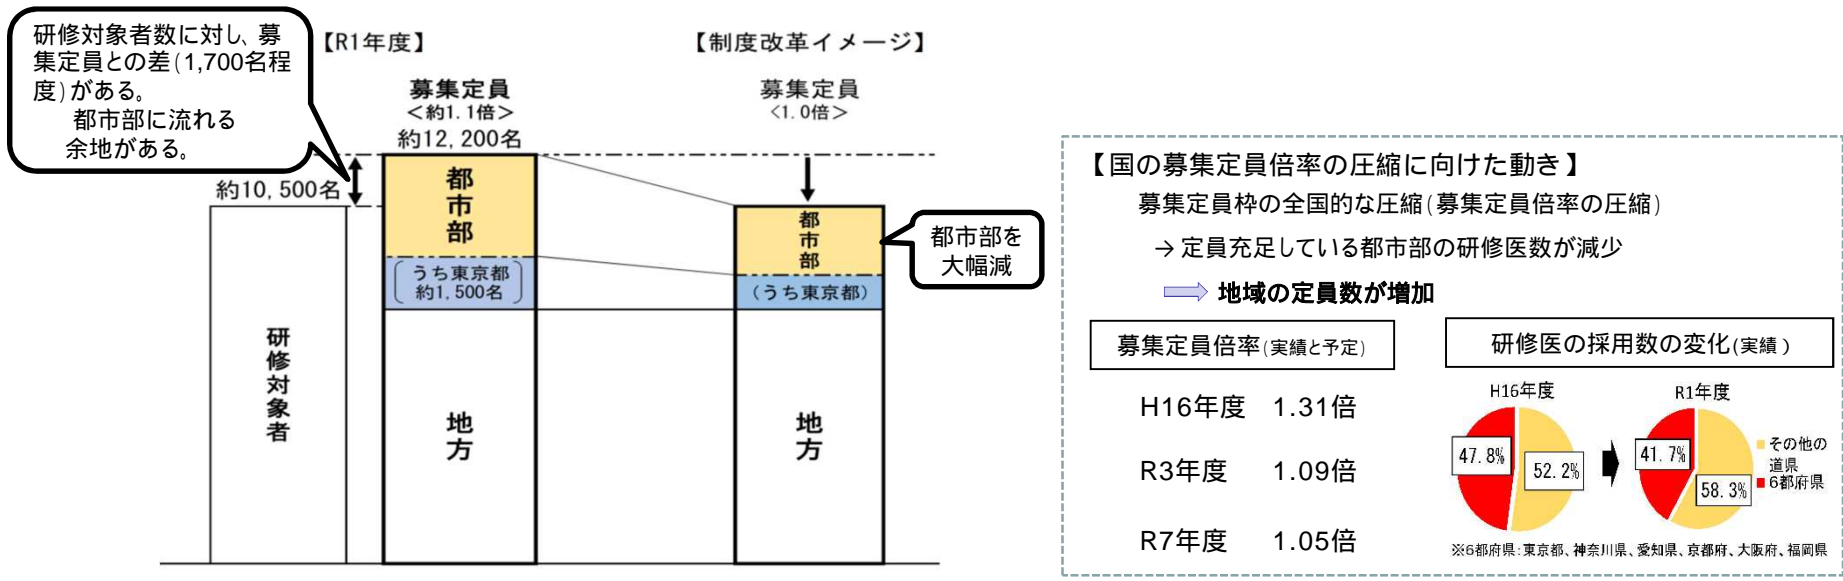 研修対象者数に対し、募
集定員との差(1,700名程
度)がある。
都市部に流れる
余地がある。
【R1年度】
募集定員
<約1.1倍>
約12,200名
約10,500名
研修対象者
都市部
(うち東京都
約1,500名)
地方
【制度改革イメージ】
募集定員
<1.0倍>
都市部
(うち東京都)
地方
都市部を
大幅減
【国の募集定員倍率の圧縮に向けた動き】
募集定員枠の全国的な圧縮(募集定員倍率の圧縮)
→定員充足している都市部の研修医数が減少
地域の定員数が増加
募集定員倍率(実績と予定)
H16年度 1.31倍
R3年度 1.09倍
R7年度 1.05倍
研修医の採用数の変化(実績)
H16年度
47.8%
52.2%
R1年度
41.7%
58.3%
その他の
道県
6都府県
※6都府県:東京都、神奈川県、愛知県、京都府、大阪府、福岡県